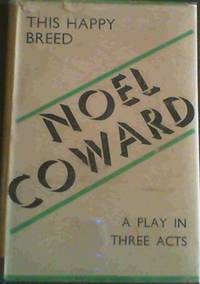 THIS HAPPY
BREED
NOEL
COWARD
A PLAY IN
THREE ACTS